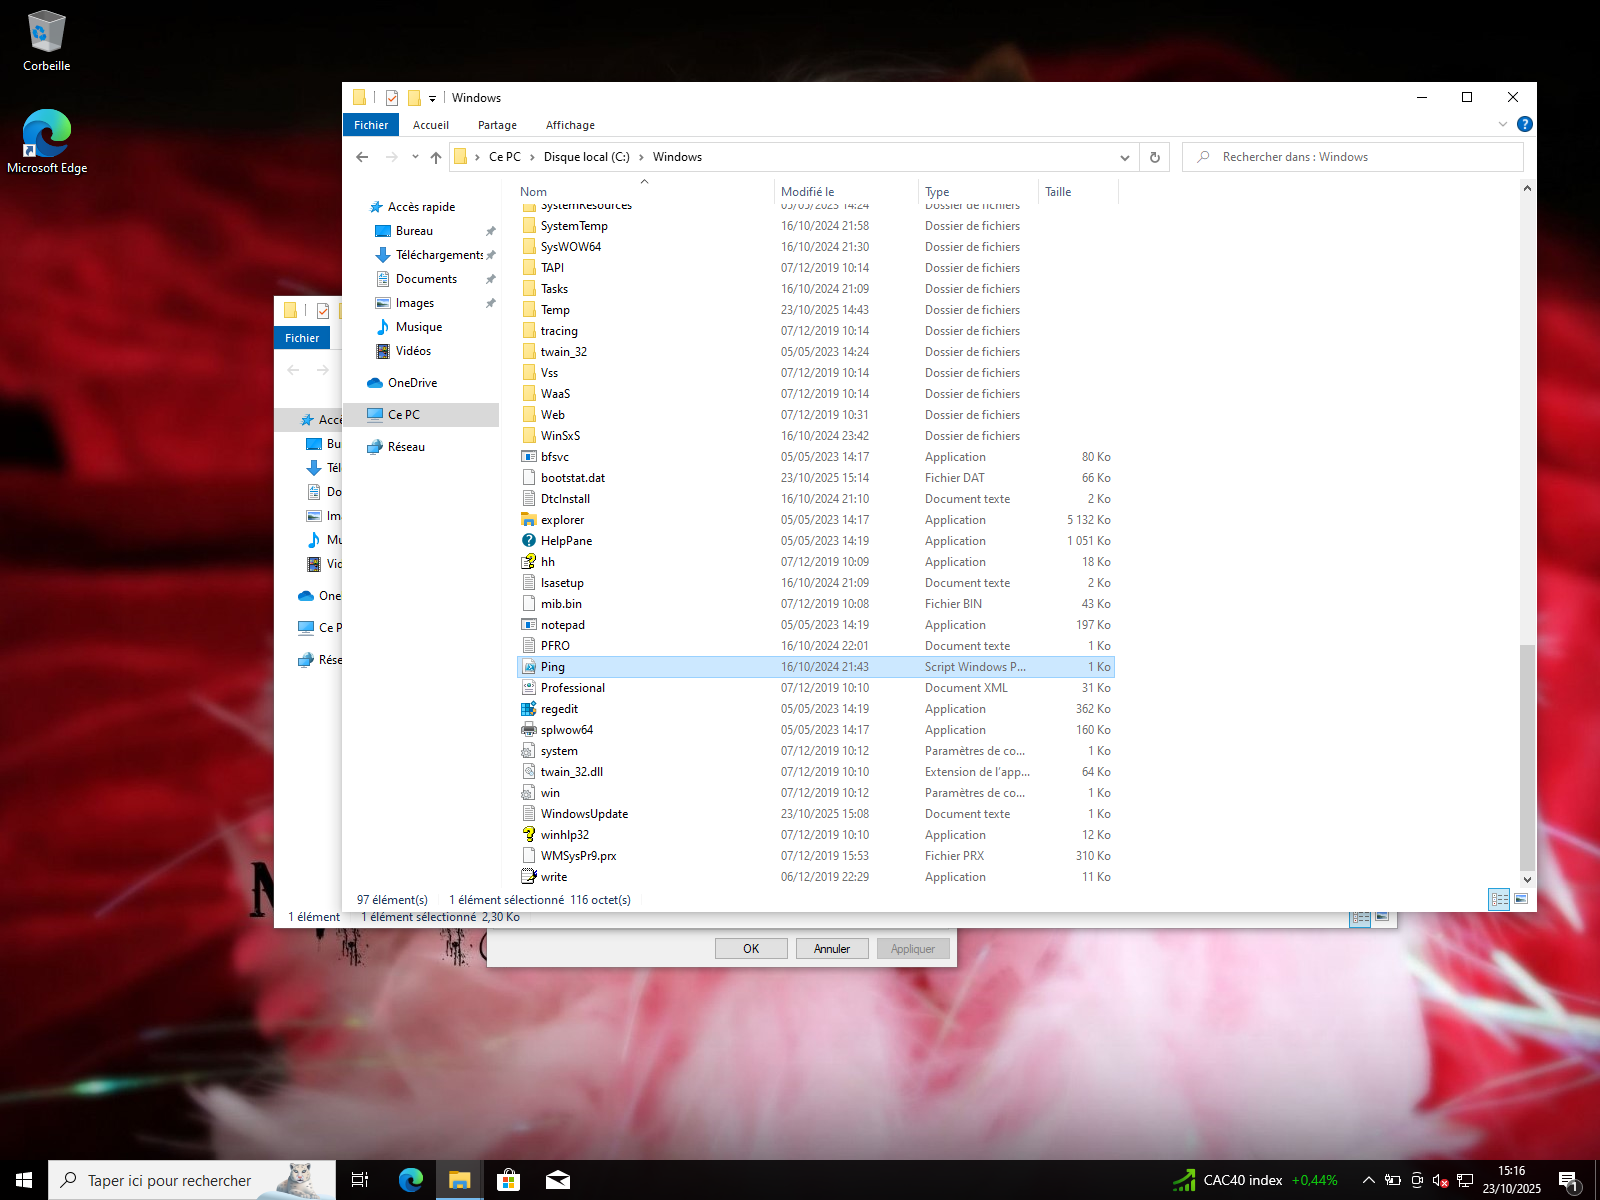 Corbeille
Microsoft Edge
Windows
Fichier Accueil Partage Affichage
Ce PC Disque local (C:) Windows
Rechercher dans : Windows
Accès rapide
Bureau
Téléchargements
Documents
Images
Musique
Vidéos
OneDrive
Ce PC
Réseau
Nom Modifié le Type Taille
SystemResources 05/05/2023 14:24 Dossier de fichiers
SystemTemp 16/10/2024 21:58 Dossier de fichiers
SysWOW64 16/10/2024 21:30 Dossier de fichiers
TAPI 07/12/2019 10:14 Dossier de fichiers
Tasks 16/10/2024 21:09 Dossier de fichiers
Temp 23/10/2025 14:43 Dossier de fichiers
tracing 07/12/2019 10:14 Dossier de fichiers
twain_32 05/05/2023 14:24 Dossier de fichiers
Vss 07/12/2019 10:14 Dossier de fichiers
WaaS 07/12/2019 10:14 Dossier de fichiers
Web 07/12/2019 10:31 Dossier de fichiers
WinSxS 16/10/2024 23:42 Dossier de fichiers
bfsvc 05/05/2023 14:17 Application 80 Ko
bootstat.dat 23/10/2025 15:14 Fichier DAT 66 Ko
DtcInstall 16/10/2024 21:10 Document texte 2 Ko
explorer 05/05/2023 14:17 Application 5 132 Ko
HelpPane 05/05/2023 14:19 Application 1 051 Ko
hh 07/12/2019 10:09 Application 18 Ko
lsasetup 16/10/2024 21:09 Document texte 2 Ko
mib.bin 07/12/2019 10:08 Fichier BIN 43 Ko
notepad 05/05/2023 14:19 Application 197 Ko
PFRO 16/10/2024 22:01 Document texte 1 Ko
Ping 16/10/2024 21:43 Script Windows P... 1 Ko
Professional 07/12/2019 10:10 Document XML 31 Ko
regedit 05/05/2023 14:19 Application 362 Ko
splwow64 05/05/2023 14:17 Application 160 Ko
system 07/12/2019 10:12 Paramètres de co... 1 Ko
twain_32.dll 07/12/2019 10:10 Extension de l'app... 64 Ko
win 07/12/2019 10:12 Paramètres de co... 1 Ko
WindowsUpdate 23/10/2025 15:08 Document texte 1 Ko
winhlp32 07/12/2019 10:10 Application 12 Ko
WMSysPr9.prx 07/12/2019 15:53 Fichier PRX 310 Ko
write 06/12/2019 22:29 Application 11 Ko
97 élément(s) 1 élément sélectionné 116 octet(s)
Fichier
Accè
Bu
Tél
Do
Im
Mu
Vid
One
Ce P
Rése
1 élément 1 élément sélectionné 2,30 Ko
OK Annuler Appliquer
Taper ici pour rechercher
CAC40 index +0,44%
15:16
23/10/2025
1